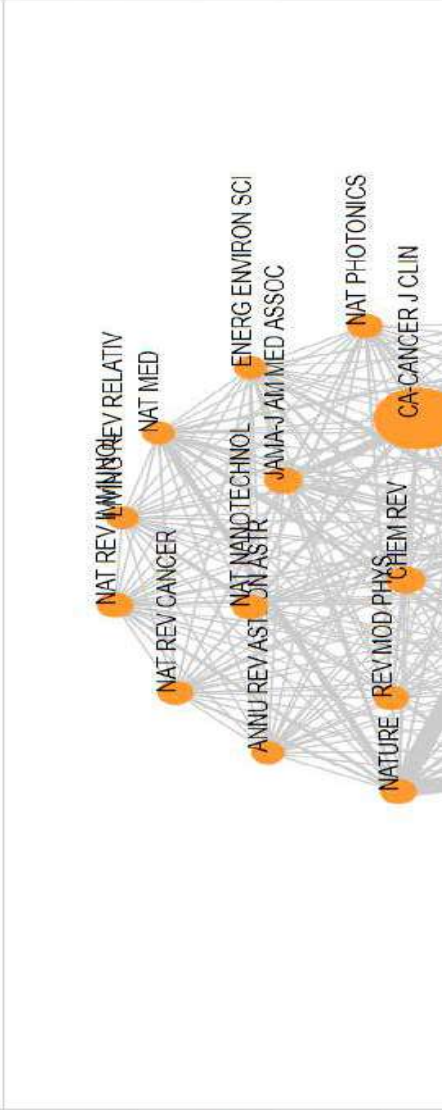 NAT REV IMMUNOL
LIVING REV RELATIV
NAT MED
NAT REV CANCER
ENERG ENVIRON SCI
NAT NANOTECHNOL
ANNU REV ASTRON ASTR
JAMA-J AM MED ASSOC
NAT PHOTONICS
REV MOD PHYS
NATURE
CHEM REV
CA-CANCER J CLIN